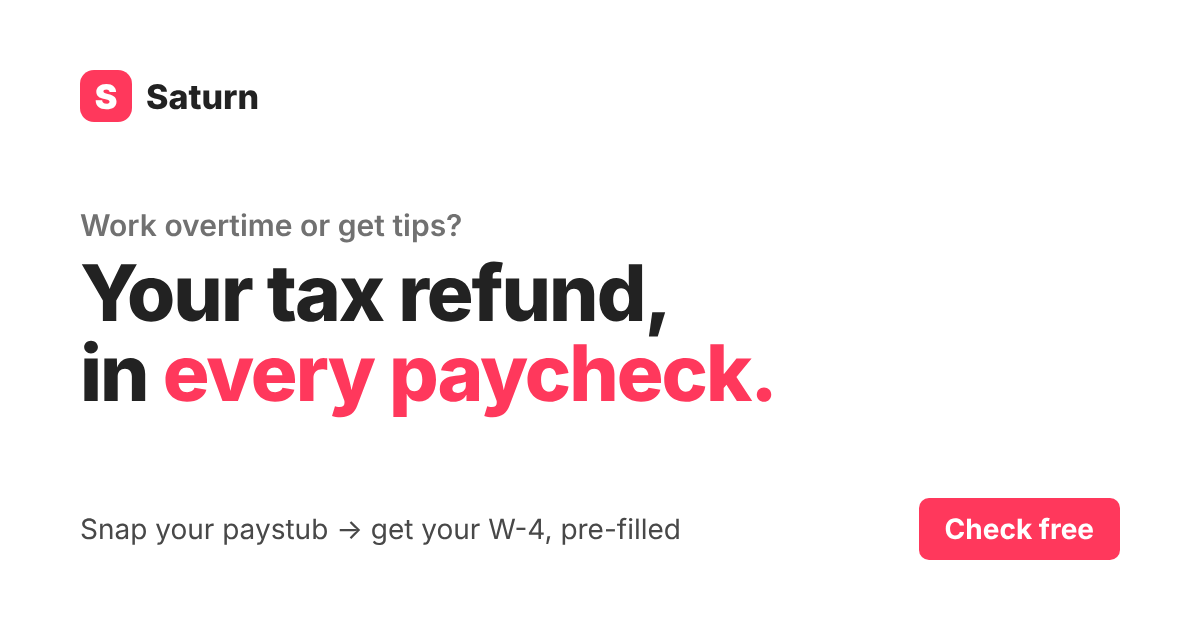 S Saturn
Work overtime or get tips?
Your tax refund,
in every paycheck.
Snap your paystub → get your W-4, pre-filled
Check free